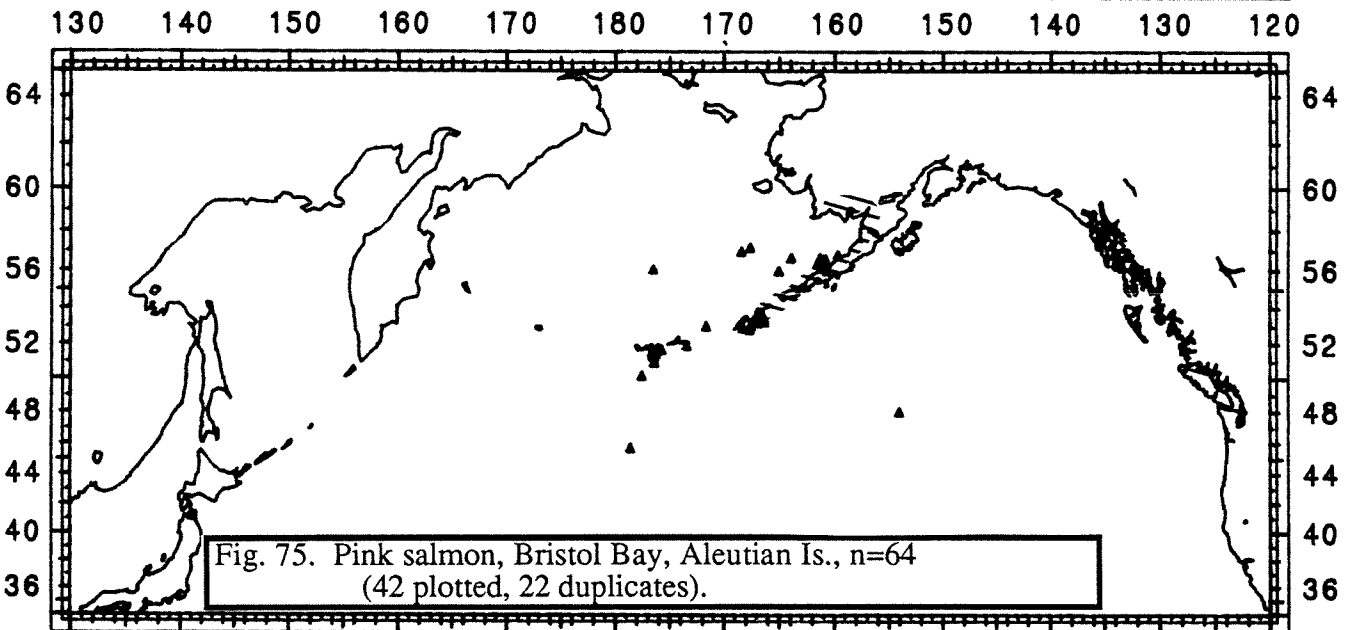 130 140 150 160 170 180 170 160 150 140 130 120
64 64
60 60
56 56
52 52
48 48
44 44
40 40
36 36
Fig. 75. Pink salmon, Bristol Bay, Aleutian Is., n=64
(42 plotted, 22 duplicates).